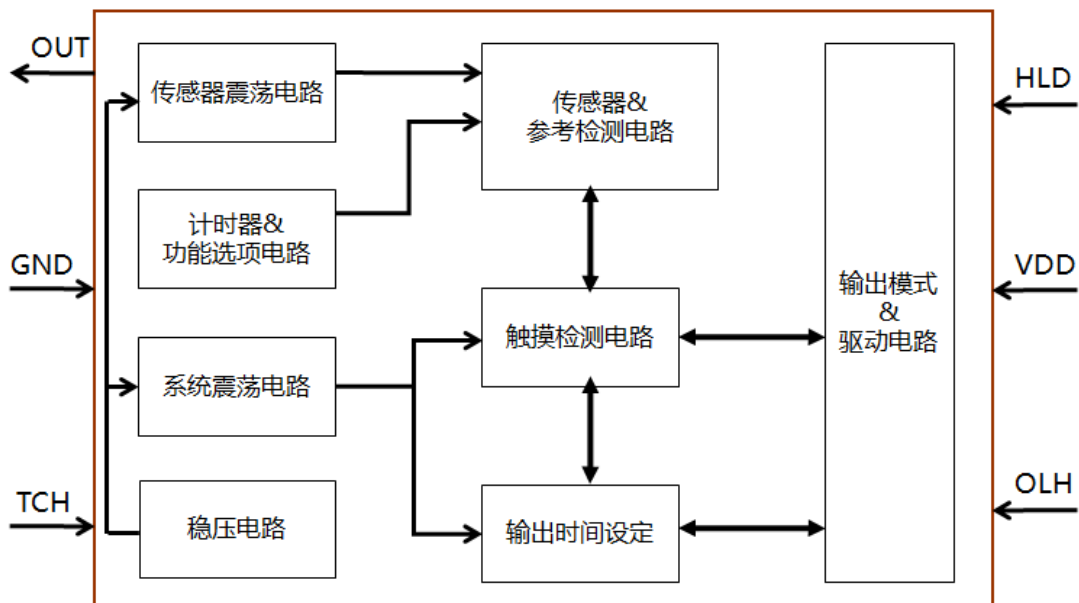 OUT
GND
TCH
传感器震荡电路
计时器&
功能选项电路
系统震荡电路
稳压电路
传感器&
参考检测电路
触摸检测电路
输出时间设定
输出模式
&
驱动电路
HLD
VDD
OLH